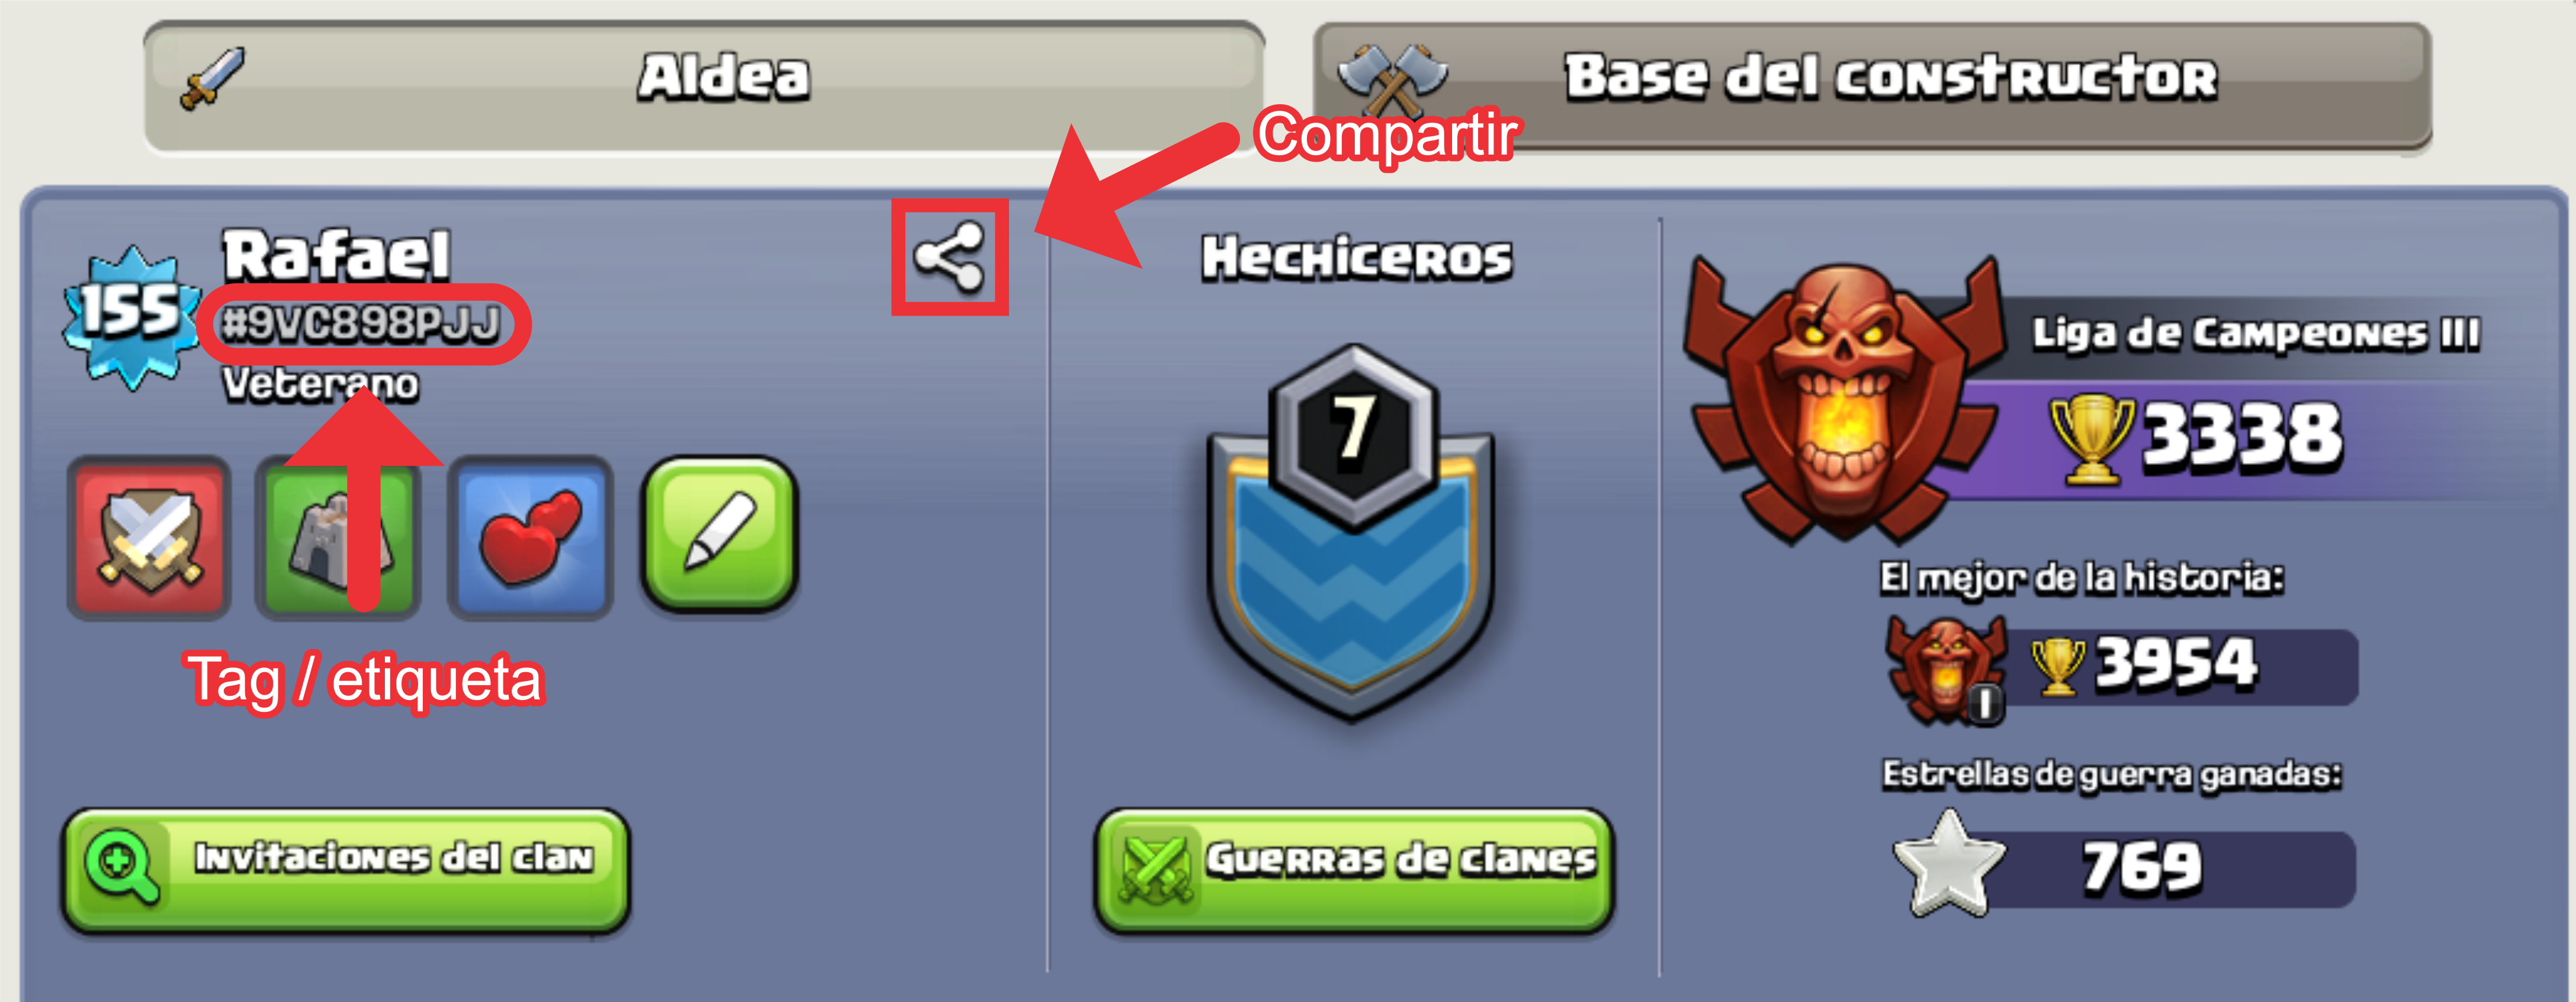 Aldea
Base del constructor
Compartir
155
Rafael
#9VC898PJJ
Veterano
Tag / etiqueta
Invitaciones del clan
Hechiceros
7
Guerras de clanes
Liga de Campeones III
3338
El mejor de la historia:
I
3954
Estrellas de guerra ganadas:
769